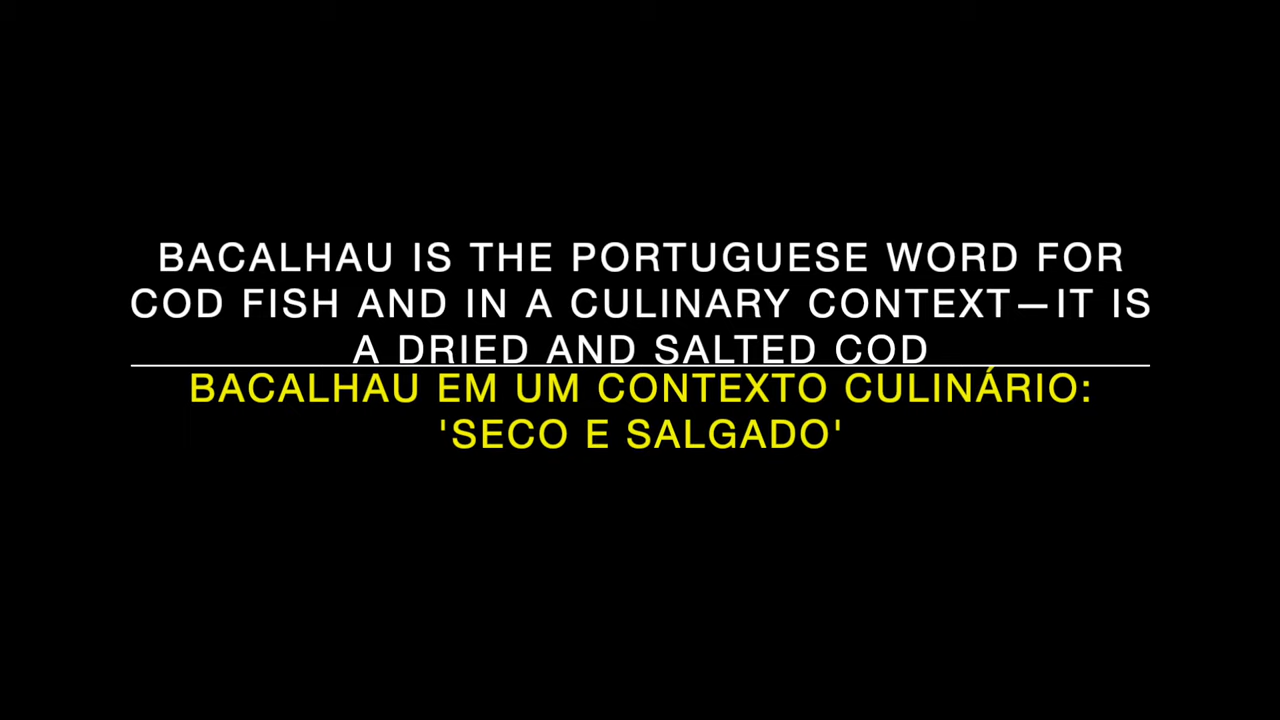 BACALHAU IS THE PORTUGUESE WORD FOR
COD FISH AND IN A CULINARY CONTEXT—IT IS
A DRIED AND SALTED COD
BACALHAU EM UM CONTEXTO CULINÁRIO:
'SECO E SALGADO'